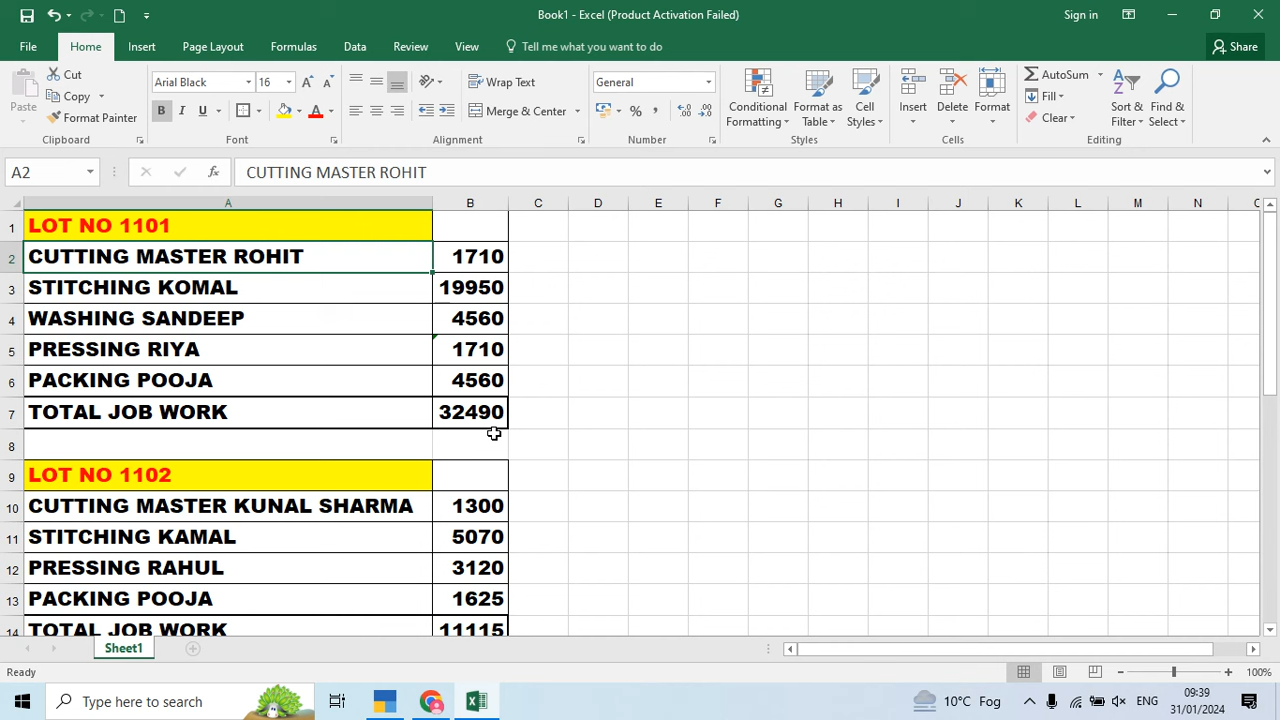 Book1 - Excel (Product Activation Failed)
Sign in
File Home Insert Page Layout Formulas Data Review View Tell me what you want to do Share
Paste
Cut
Copy
Format Painter
Clipboard
Arial Black 16
B I U
Font
Wrap Text
Merge & Center
Alignment
General
Number
Conditional Formatting
Format as Table
Cell Styles
Styles
Insert Delete Format
Cells
AutoSum
Fill
Clear
Sort & Filter
Find & Select
Editing
A2 fx CUTTING MASTER ROHIT
A B C D E F G H I J K L M N
1 LOT NO 1101
2 CUTTING MASTER ROHIT 1710
3 STITCHING KOMAL 19950
4 WASHING SANDEEP 4560
5 PRESSING RIYA 1710
6 PACKING POOJA 4560
7 TOTAL JOB WORK 32490
8
9 LOT NO 1102
10 CUTTING MASTER KUNAL SHARMA 1300
11 STITCHING KAMAL 5070
12 PRESSING RAHUL 3120
13 PACKING POOJA 1625
14 TOTAL JOB WORK 11115
Sheet1
Ready 100%
Type here to search
10°C Fog ENG 09:39
31/01/2024